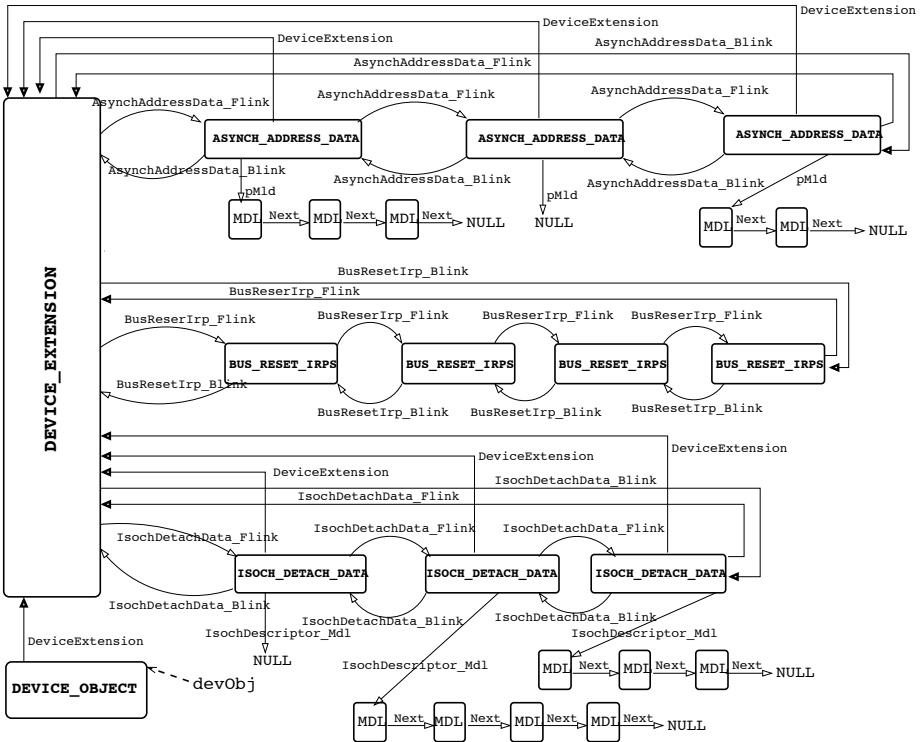 DeviceExtension
DeviceExtension
AsynchAddressData_Blink
AsynchAddressData_Flink
AsynchAddressData_Flink
AsynchAddressData_Flink
AsynchAddressData_Flink
ASYNCH_ADDRESS_DATA
ASYNCH_ADDRESS_DATA
ASYNCH_ADDRESS_DATA
AsynchAddressData_Blink
AsynchAddressData_Blink
AsynchAddressData_Blink
pMld
pMld
pMld
MDL Next MDL Next MDL Next NULL
NULL
MDL Next MDL Next NULL
DEVICE_EXTENSION
BusResetIrp_Blink
BusReserIrp_Flink
BusReserIrp_Flink
BusReserIrp_Flink
BusReserIrp_Flink
BusReserIrp_Flink
BUS_RESET_IRPS
BUS_RESET_IRPS
BUS_RESET_IRPS
BUS_RESET_IRPS
BusResetIrp_Blink
BusResetIrp_Blink
BusResetIrp_Blink
BusResetIrp_Blink
DeviceExtension
DeviceExtension
DeviceExtension
IsochDetachData_Blink
IsochDetachData_Flink
IsochDetachData_Flink
IsochDetachData_Flink
IsochDetachData_Flink
ISOCH_DETACH_DATA
ISOCH_DETACH_DATA
ISOCH_DETACH_DATA
IsochDetachData_Blink
IsochDetachData_Blink
IsochDetachData_Blink
IsochDescriptor_Mdl
IsochDescriptor_Mdl
IsochDescriptor_Mdl
NULL
MDL Next MDL Next MDL Next NULL
MDL Next MDL Next MDL Next MDL Next NULL
DeviceExtension
DEVICE_OBJECT
devObj